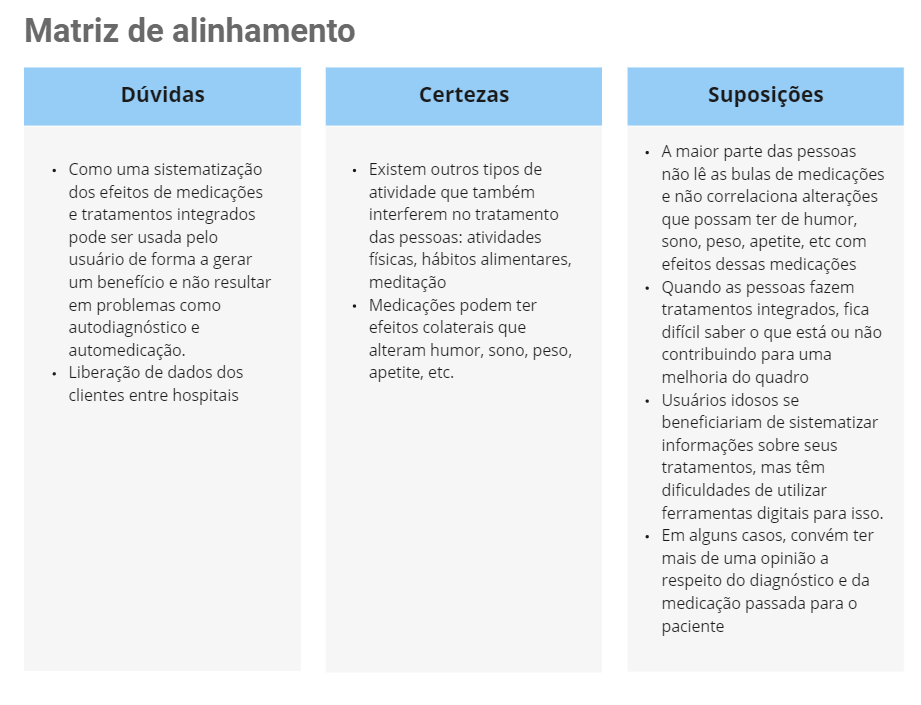 Matriz de alinhamento
Dúvidas
• Como uma sistematização
dos efeitos de medicações
e tratamentos integrados
pode ser usada pelo
usuário de forma a gerar
um benefício e não resultar
em problemas como
autodiagnóstico e
automedicação.
• Liberação de dados dos
clientes entre hospitais
Certezas
• Existem outros tipos de
atividade que também
interferem no tratamento
das pessoas: atividades
físicas, hábitos alimentares,
meditação
• Medicações podem ter
efeitos colaterais que
alteram humor, sono, peso,
apetite, etc.
Suposições
• A maior parte das pessoas
não lê as bulas de medicações
e não correlaciona alterações
que possam ter de humor,
sono, peso, apetite, etc com
efeitos dessas medicações
• Quando as pessoas fazem
tratamentos integrados, fica
difícil saber o que está ou não
contribuindo para uma
melhoria do quadro
• Usuários idosos se
beneficiariam de sistematizar
informações sobre seus
tratamentos, mas têm
dificuldades de utilizar
ferramentas digitais para isso.
• Em alguns casos, convém ter
mais de uma opinião a
respeito do diagnóstico e da
medicação passada para o
paciente